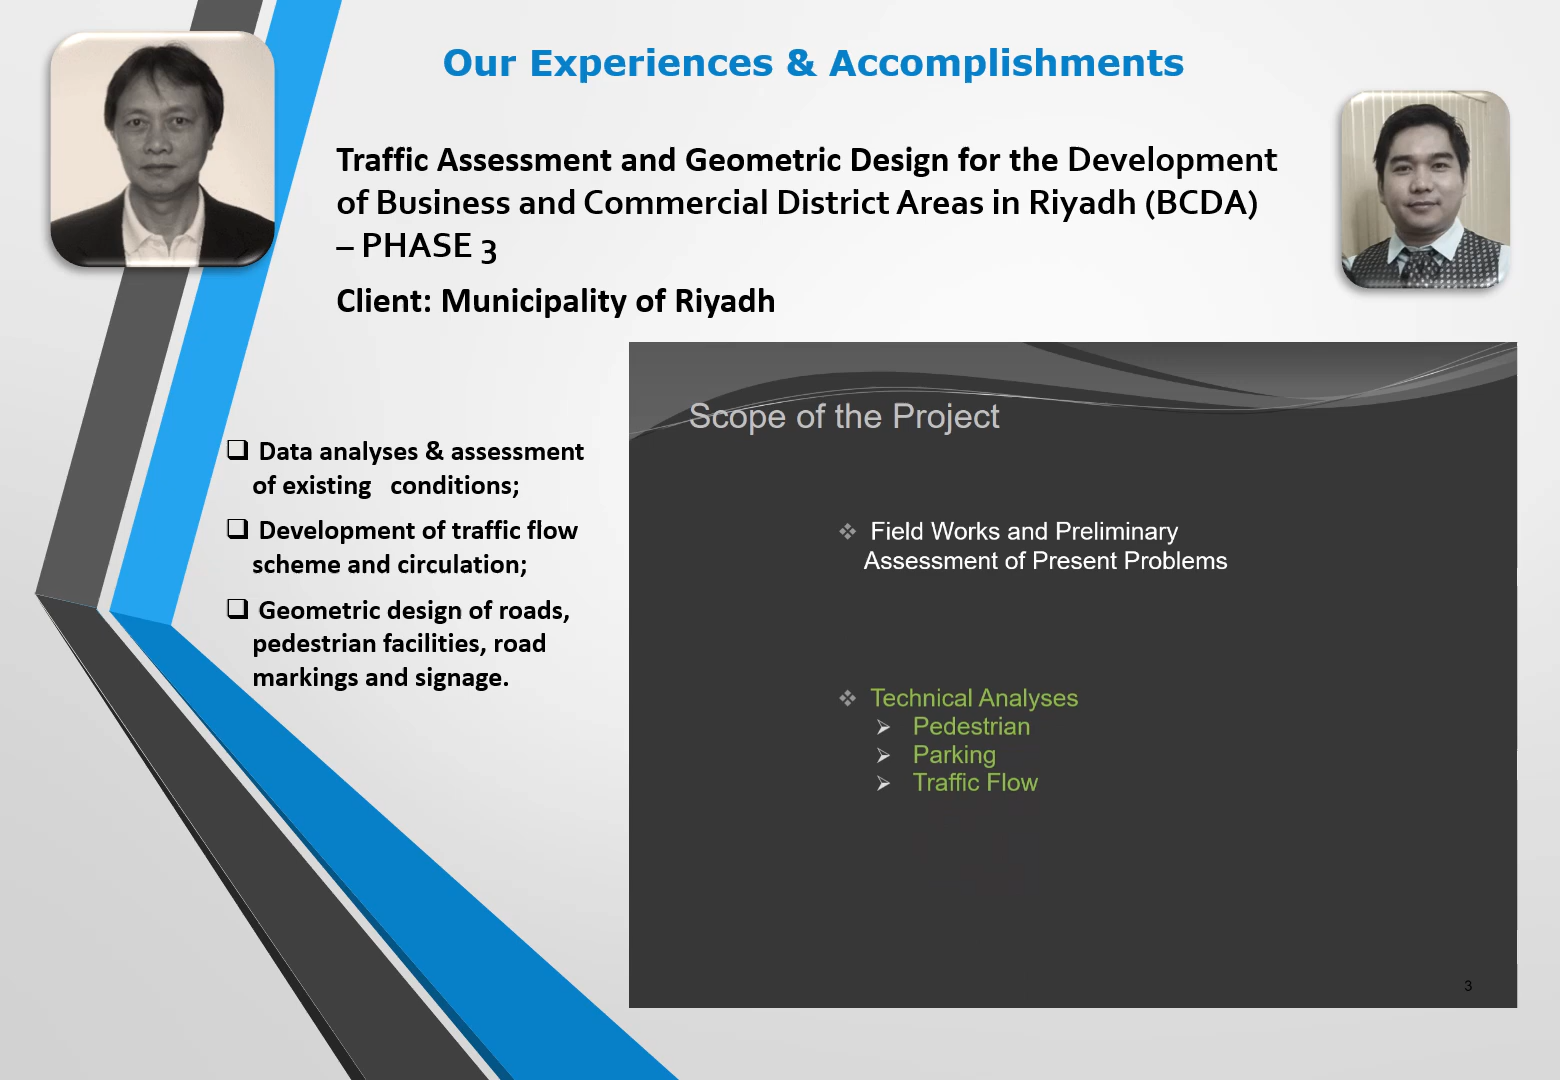 Our Experiences & Accomplishments
Traffic Assessment and Geometric Design for the Development
of Business and Commercial District Areas in Riyadh (BCDA)
– PHASE 3
Client: Municipality of Riyadh
❑ Data analyses & assessment
of existing conditions;
❑ Development of traffic flow
scheme and circulation;
❑ Geometric design of roads,
pedestrian facilities, road
markings and signage.
Scope of the Project
❖ Field Works and Preliminary
Assessment of Present Problems
❖ Technical Analyses
➢ Pedestrian
➢ Parking
➢ Traffic Flow
3